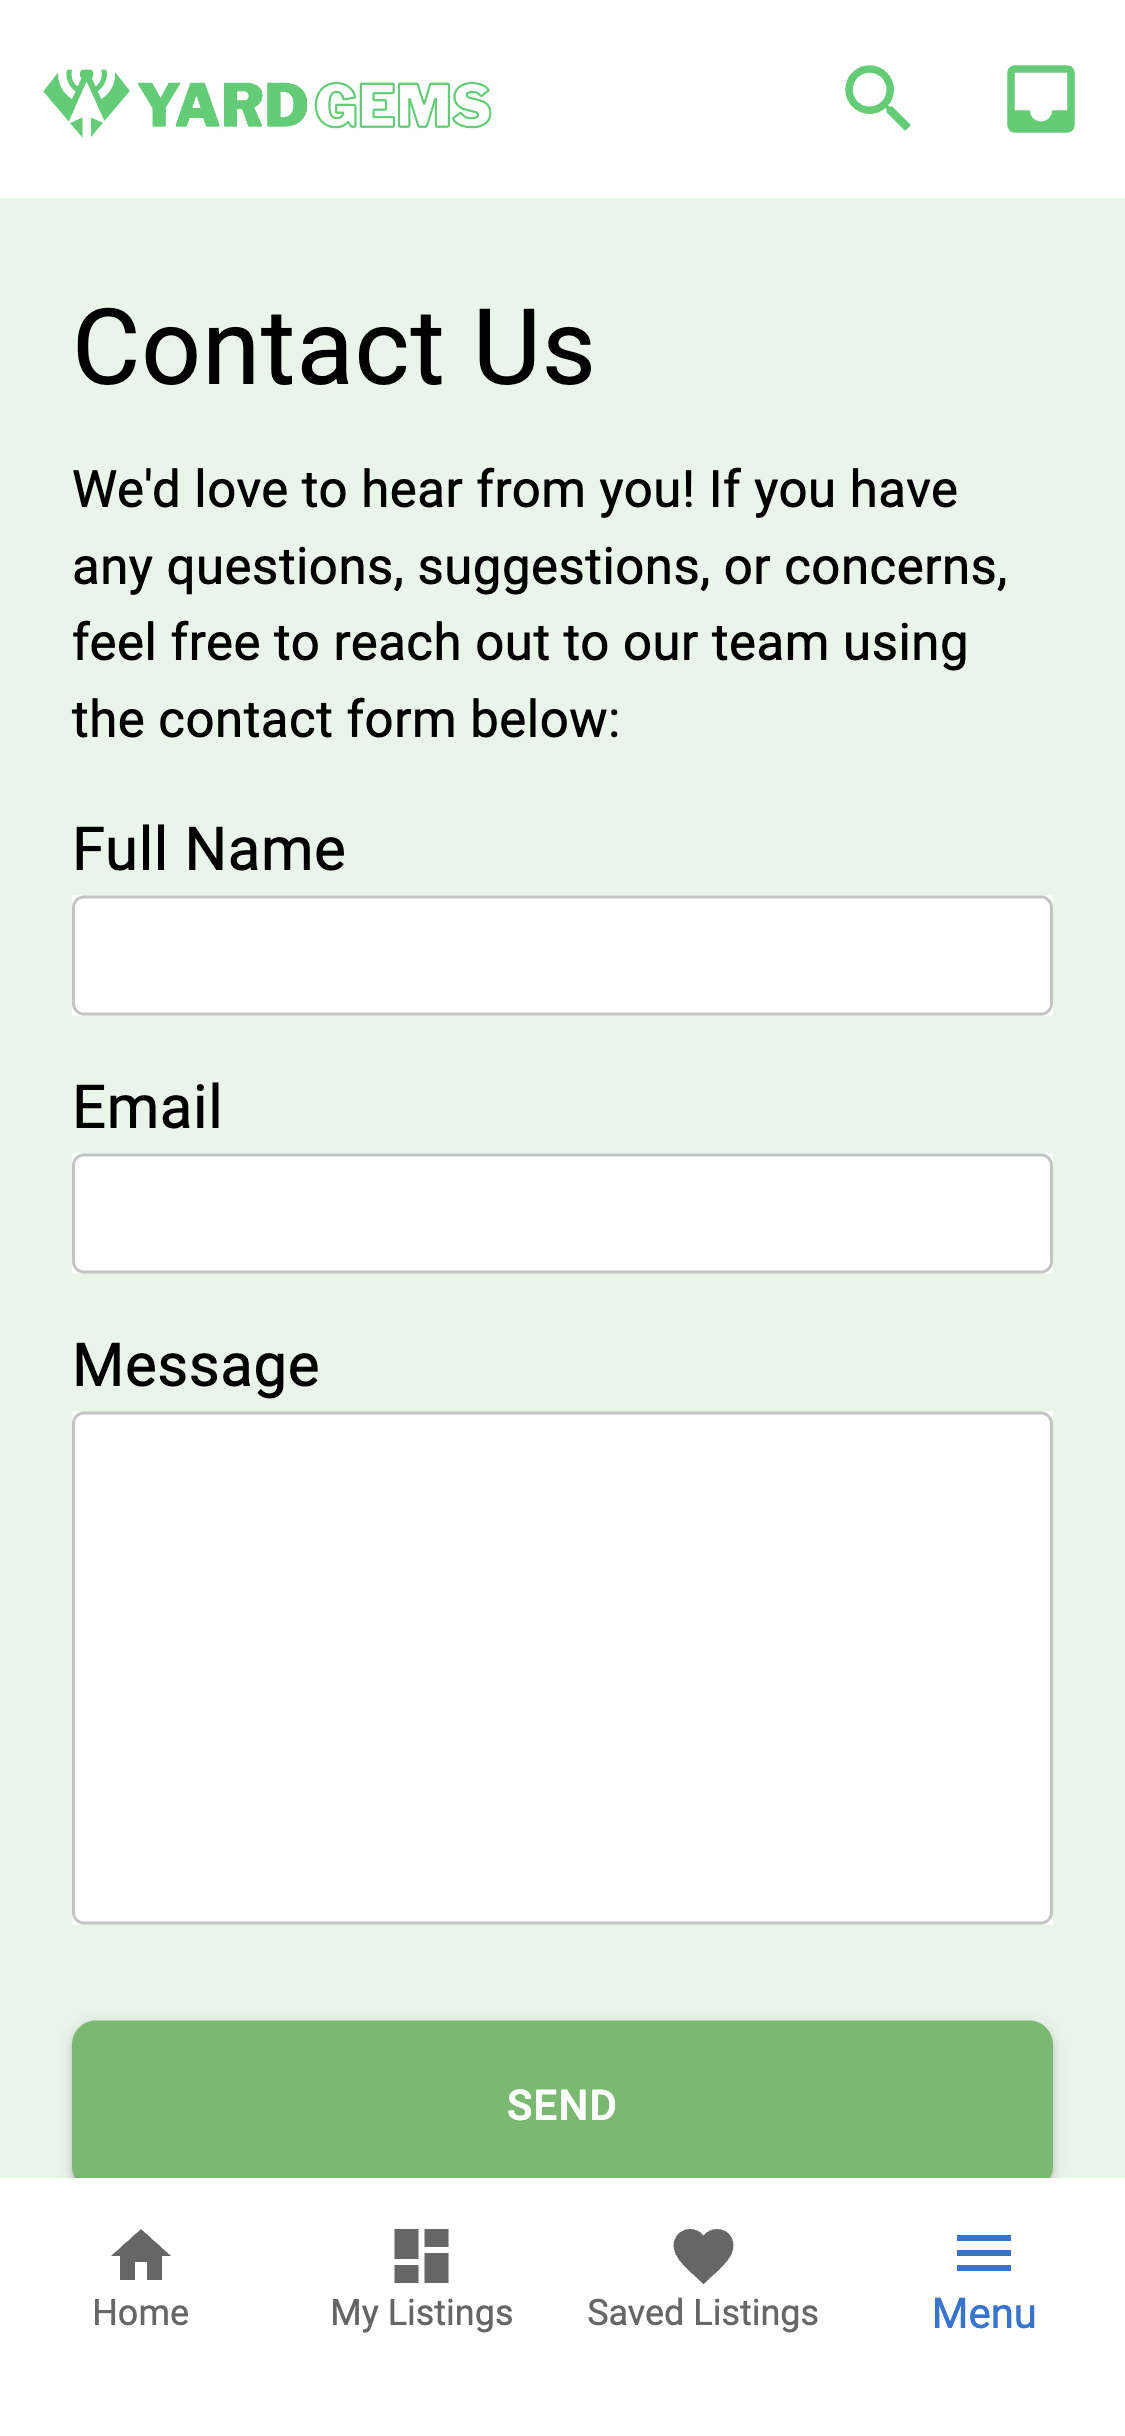 YARD GEMS
Contact Us
We'd love to hear from you! If you have
any questions, suggestions, or concerns,
feel free to reach out to our team using
the contact form below:
Full Name
Email
Message
SEND
Home
My Listings
Saved Listings
Menu